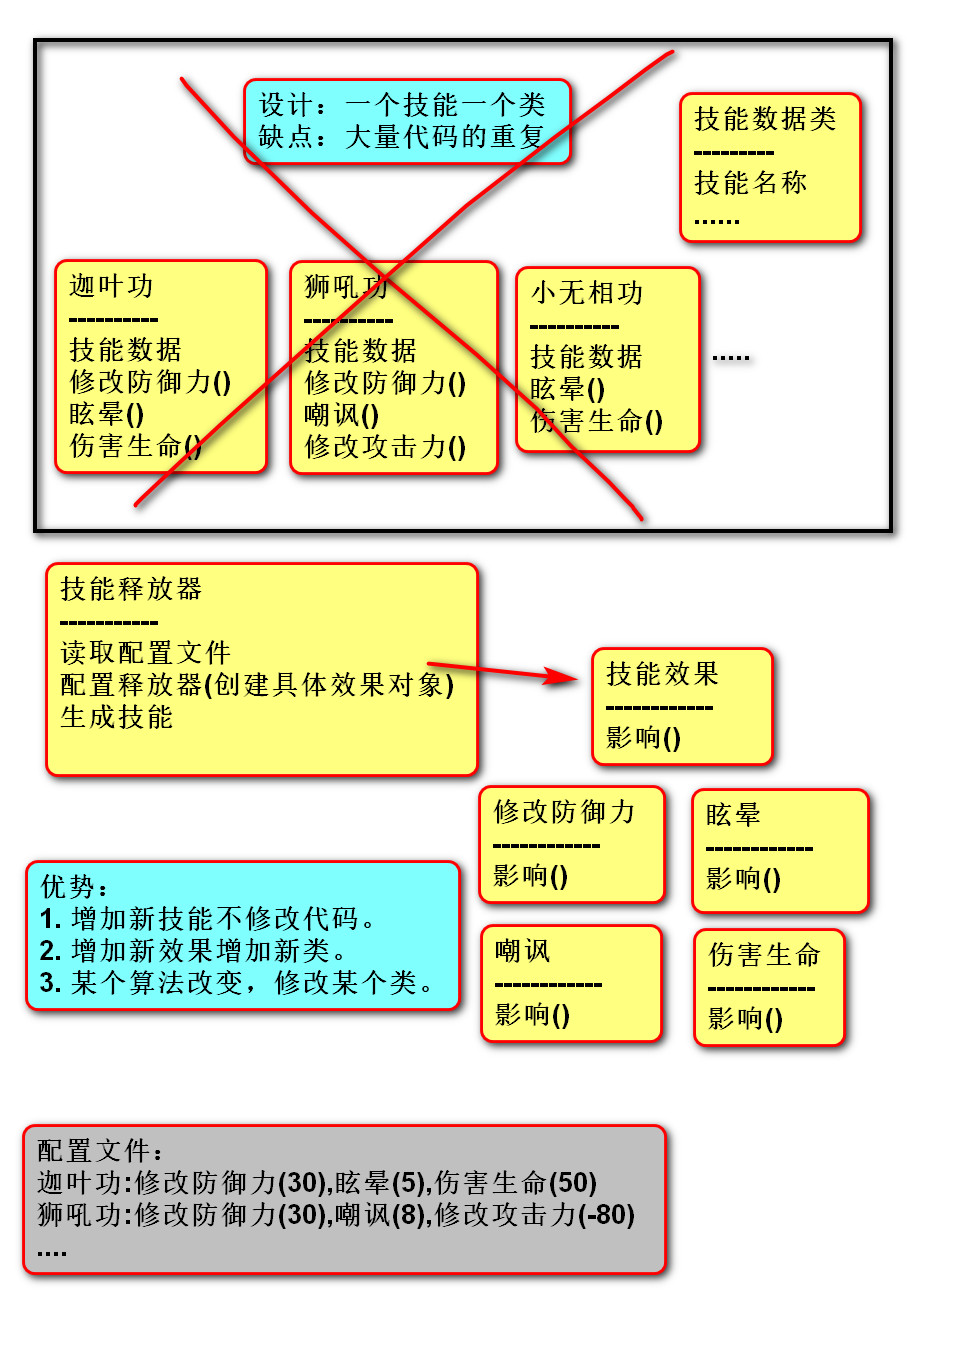 设计：一个技能一个类
缺点：大量代码的重复
技能数据类
---------
技能名称
......
迦叶功
----------
技能数据
修改防御力()
眩晕()
伤害生命()
狮吼功
----------
技能数据
修改防御力()
嘲讽()
修改攻击力()
小无相功
----------
技能数据
眩晕()
伤害生命()
.....
技能释放器
-----------
读取配置文件
配置释放器(创建具体效果对象)
生成技能
技能效果
------------
影响()
修改防御力
------------
影响()
眩晕
------------
影响()
优势：
1. 增加新技能不修改代码。
2. 增加新效果增加新类。
3. 某个算法改变，修改某个类。
嘲讽
------------
影响()
伤害生命
------------
影响()
配置文件：
迦叶功:修改防御力(30),眩晕(5),伤害生命(50)
狮吼功:修改防御力(30),嘲讽(8),修改攻击力(-80)
....